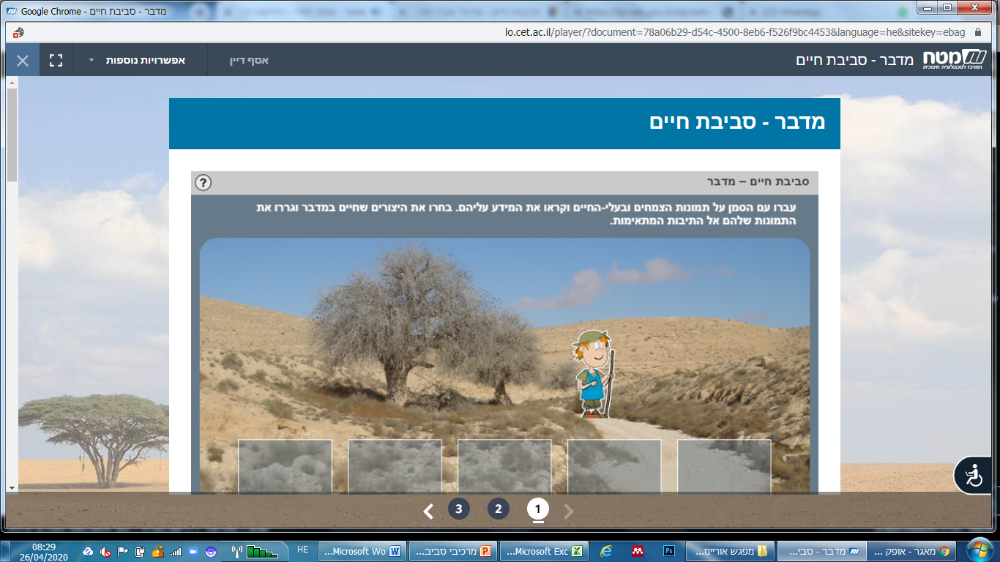 מדבר - סביבת חיים - Google Chrome
lo.cet.ac.il/player/?document=78a06b29-d54c-4500-8eb6-f526f9bc4453&language=he&sitekey=ebag
מטח
המרכז לטכנולוגיה חינוכית
מדבר - סביבת חיים
אסף דיין
אפשרויות נוספות
מדבר - סביבת חיים
סביבת חיים – מדבר
?
עברו עם הסמן על תמונות הצמחים ובעלי-החיים וקראו את המידע עליהם. בחרו את היצורים שחיים במדבר וגררו את
התמונות שלהם אל התיבות המתאימות.
1
2
3
מאגר - אופק ...
מדבר - סבי...
מפגש אוריינו...
Ps
Microsoft Exc...
מרכיבי סביב...
Microsoft Wo...
HE
08:29
26/04/2020